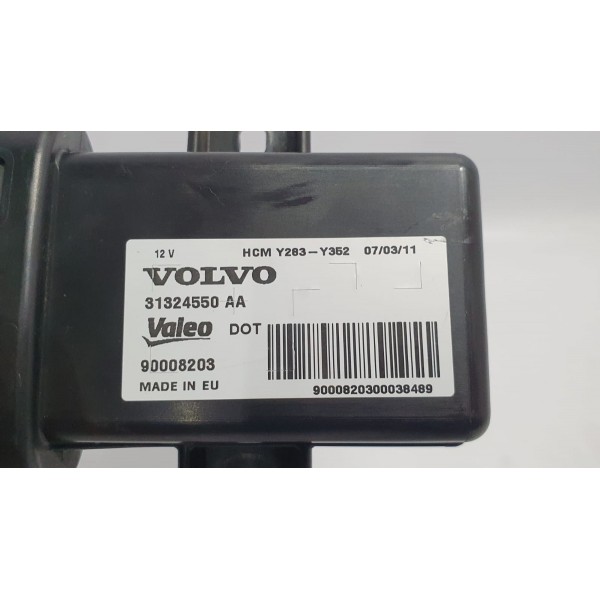 12 V HCM Y283-Y352 07/03/11
VOLVO
31324550 AA
Valeo DOT
90008203
MADE IN EU
9000820300038489